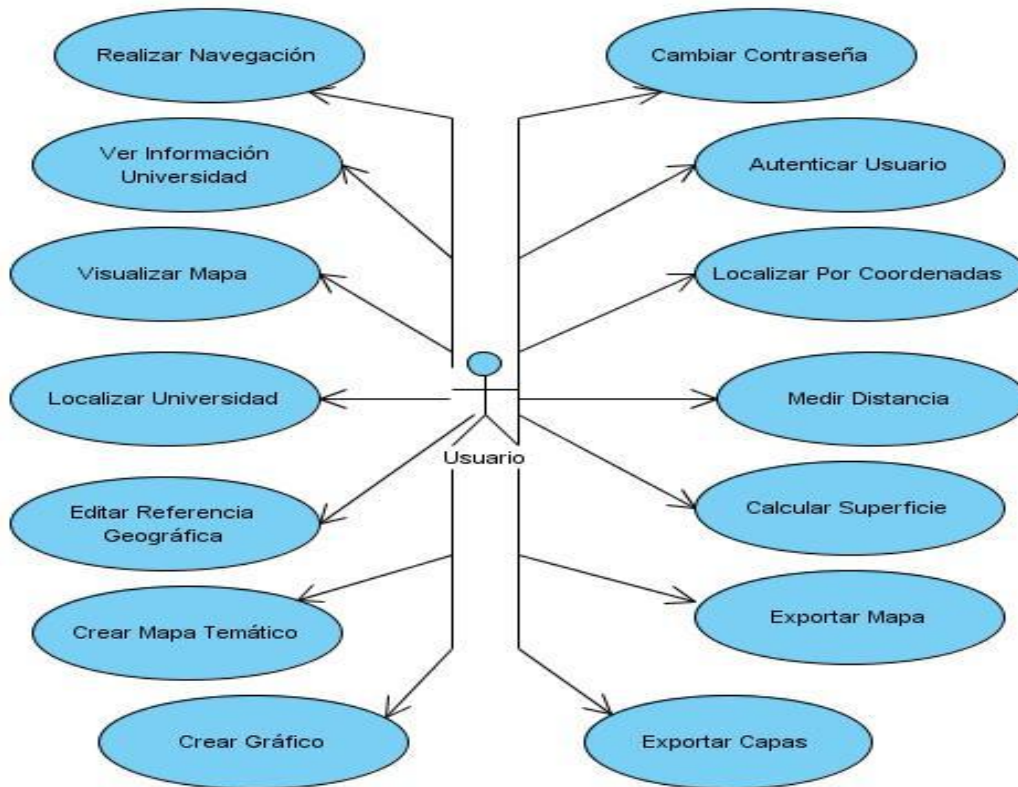 Realizar Navegación
Cambiar Contraseña
Ver Información
Universidad
Autenticar Usuario
Visualizar Mapa
Localizar Por Coordenadas
Localizar Universidad
Medir Distancia
Usuario
Editar Referencia
Geográfica
Calcular Superficie
Crear Mapa Temático
Exportar Mapa
Crear Gráfico
Exportar Capas